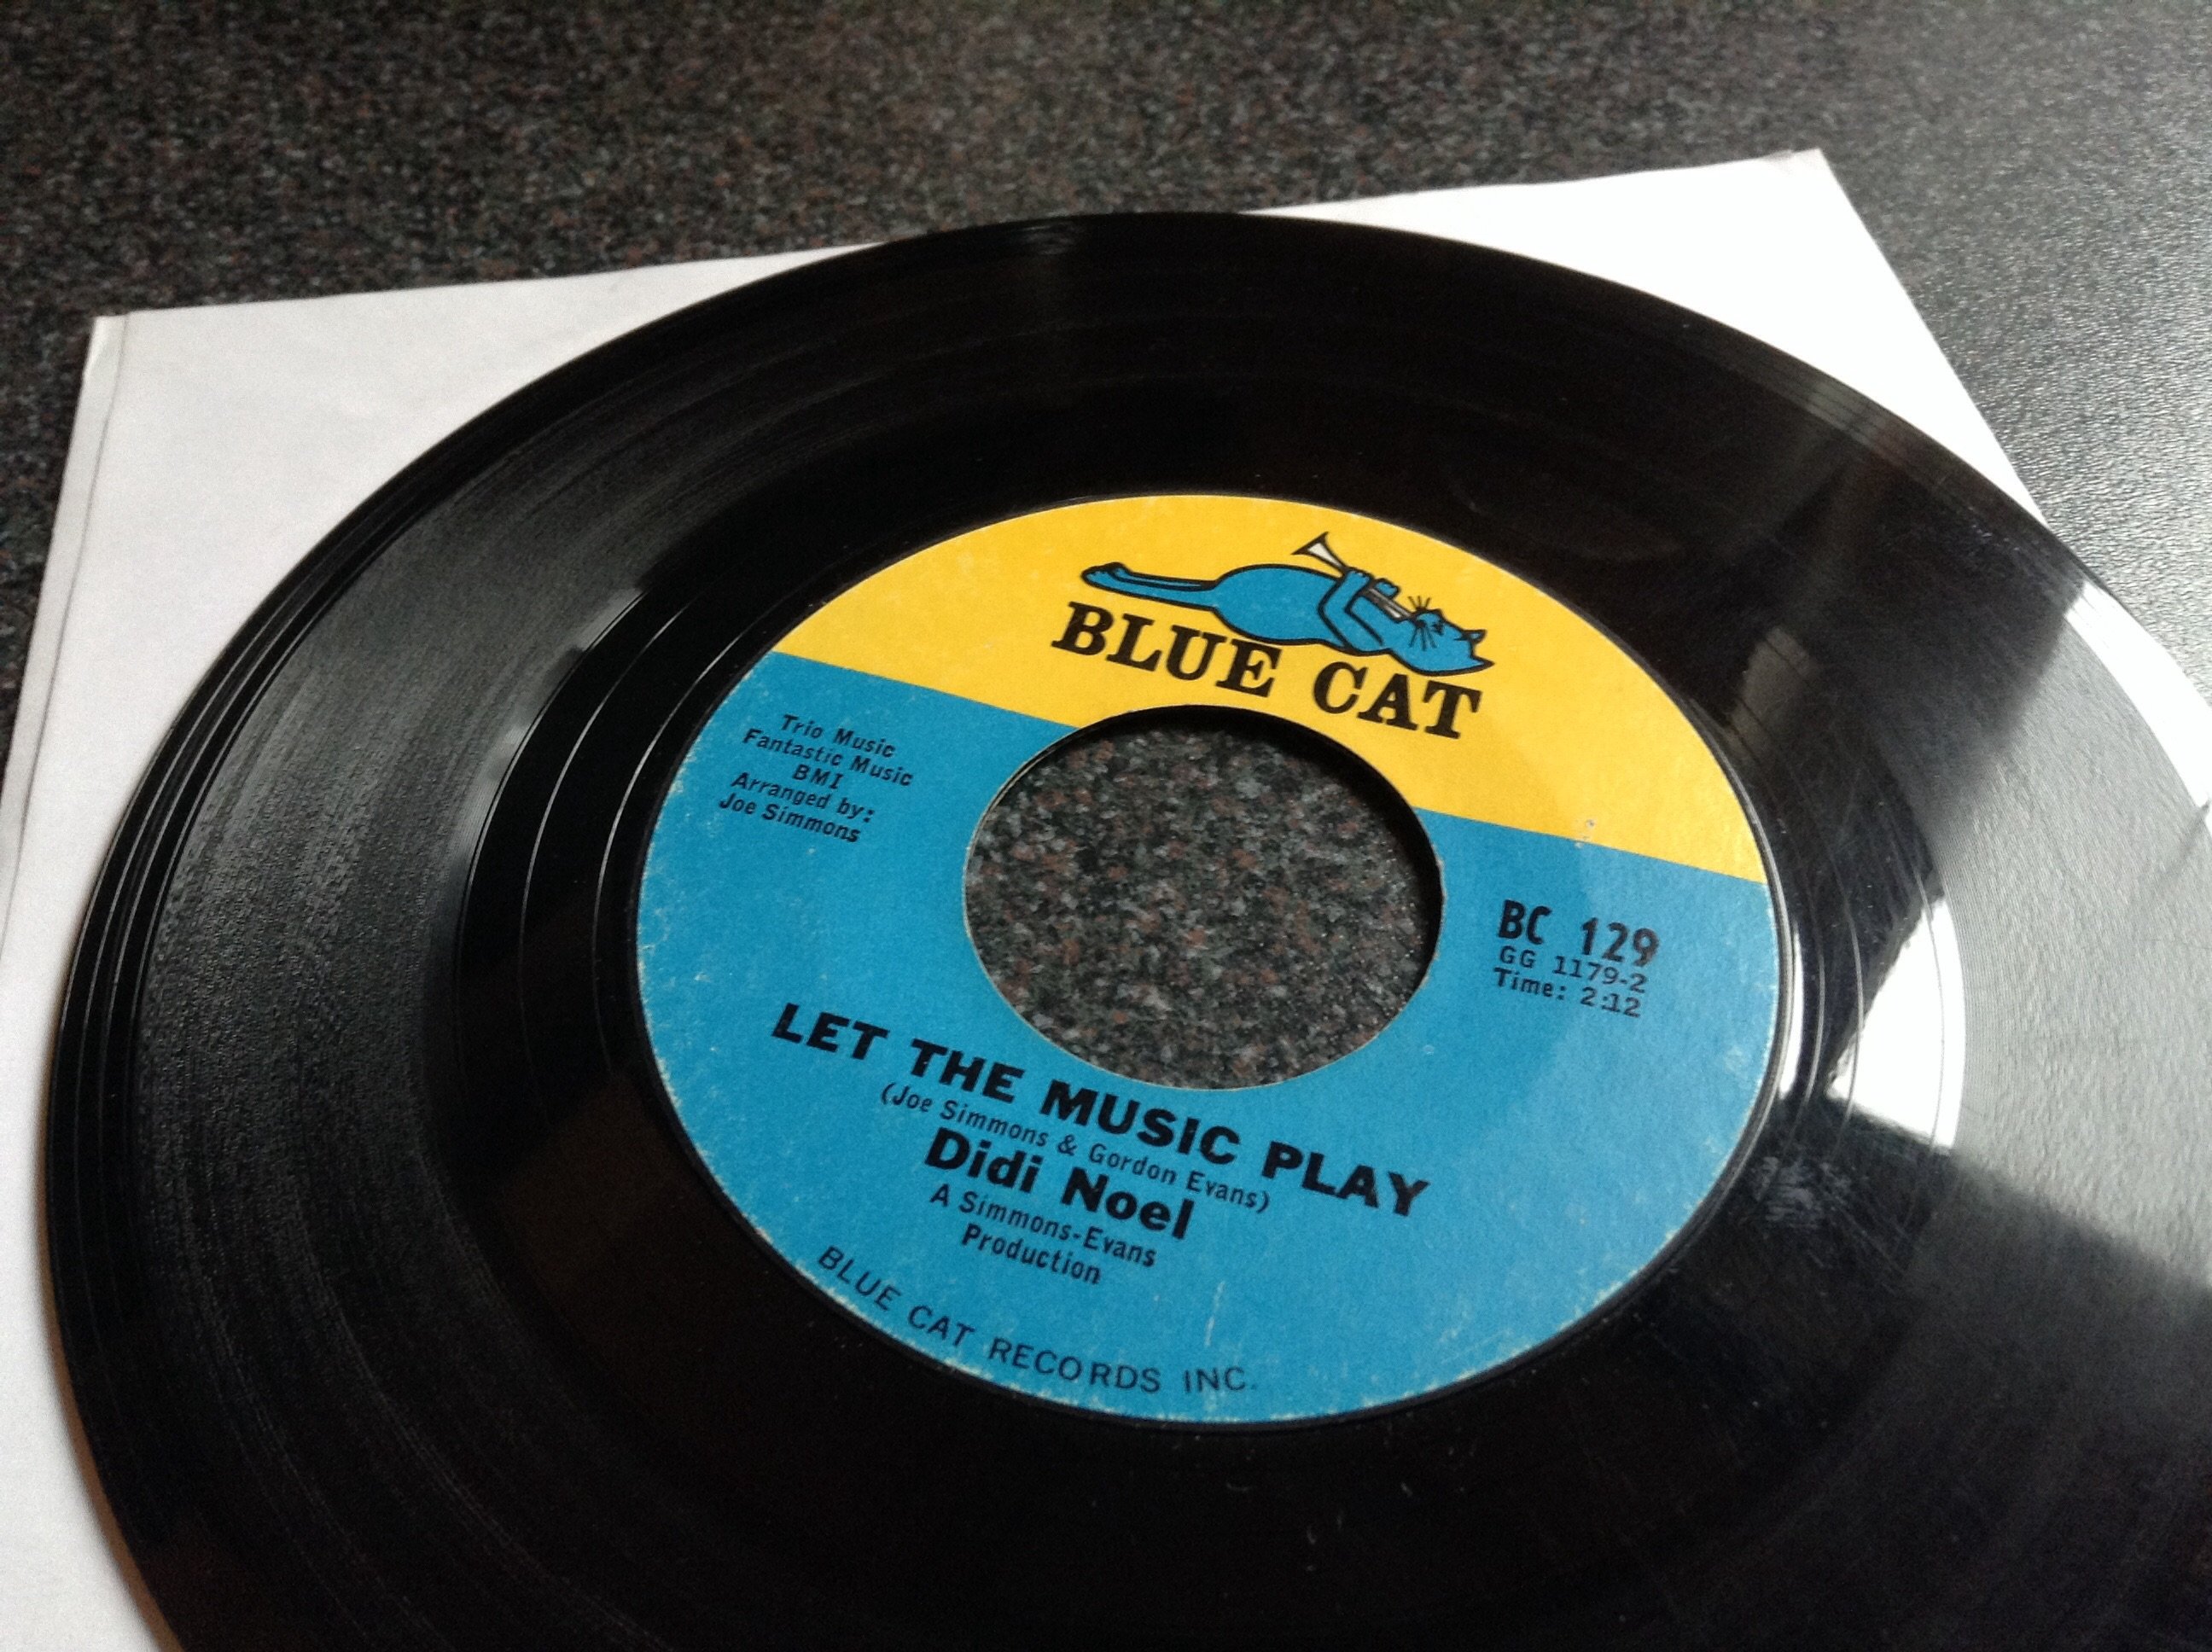 BLUE CAT
Trio Music
Fantastic Music
BMI
Arranged by:
Joe Simmons
BC 129
GG 1179-2
Time: 2:12
LET THE MUSIC PLAY
(Joe Simmons & Gordon Evans)
Didi Noel
A Simmons-Evans
Production
BLUE CAT RECORDS INC.